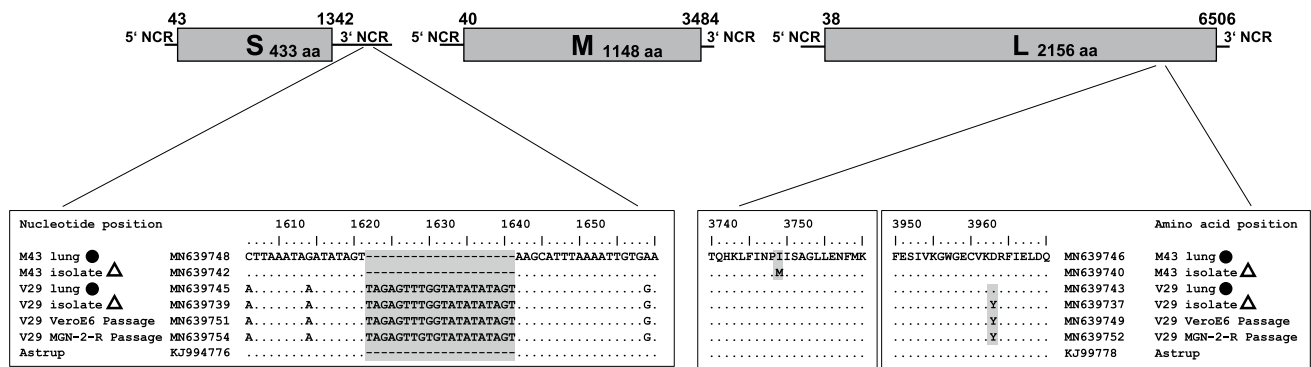 43 1342 40 3484 38 6506
5‘ NCR S 433 aa 3‘ NCR 5‘ NCR M 1148 aa 3‘ NCR 5‘ NCR L 2156 aa 3‘ NCR
Nucleotide position 1610 1620 1630 1640 1650 3740 3750 3950 3960 Amino acid position
M43 lung MN639748 CTTAAATAGATATAGT--------------------AAGCATTTAAAATTGTGAA TQHKLFINPIISAGLLENFMK FESIVKGWGECVKDRFIELDQ MN639746 M43 lung
M43 isolate MN639742 ................--------------------................... .........M........... ..................... MN639740 M43 isolate
V29 lung MN639745 A.......A.......TAGAGTTTGGTATATATAGT.................G. ..................... ..................... MN639743 V29 lung
V29 isolate MN639739 A.......A.......TAGAGTTTGGTATATATAGT.................G. ..................... .............Y....... MN639737 V29 isolate
V29 VeroE6 Passage MN639751 A.......A.......TAGAGTTTGGTATATATAGT.................G. ..................... .............Y....... MN639749 V29 VeroE6 Passage
V29 MGN-2-R Passage MN639754 A.......A.......TAGAGTTTGGTATATATAGT.................G. ..................... .............Y....... MN639752 V29 MGN-2-R Passage
Astrup KJ994776 ................--------------------................... ..................... ..................... KJ99778 Astrup